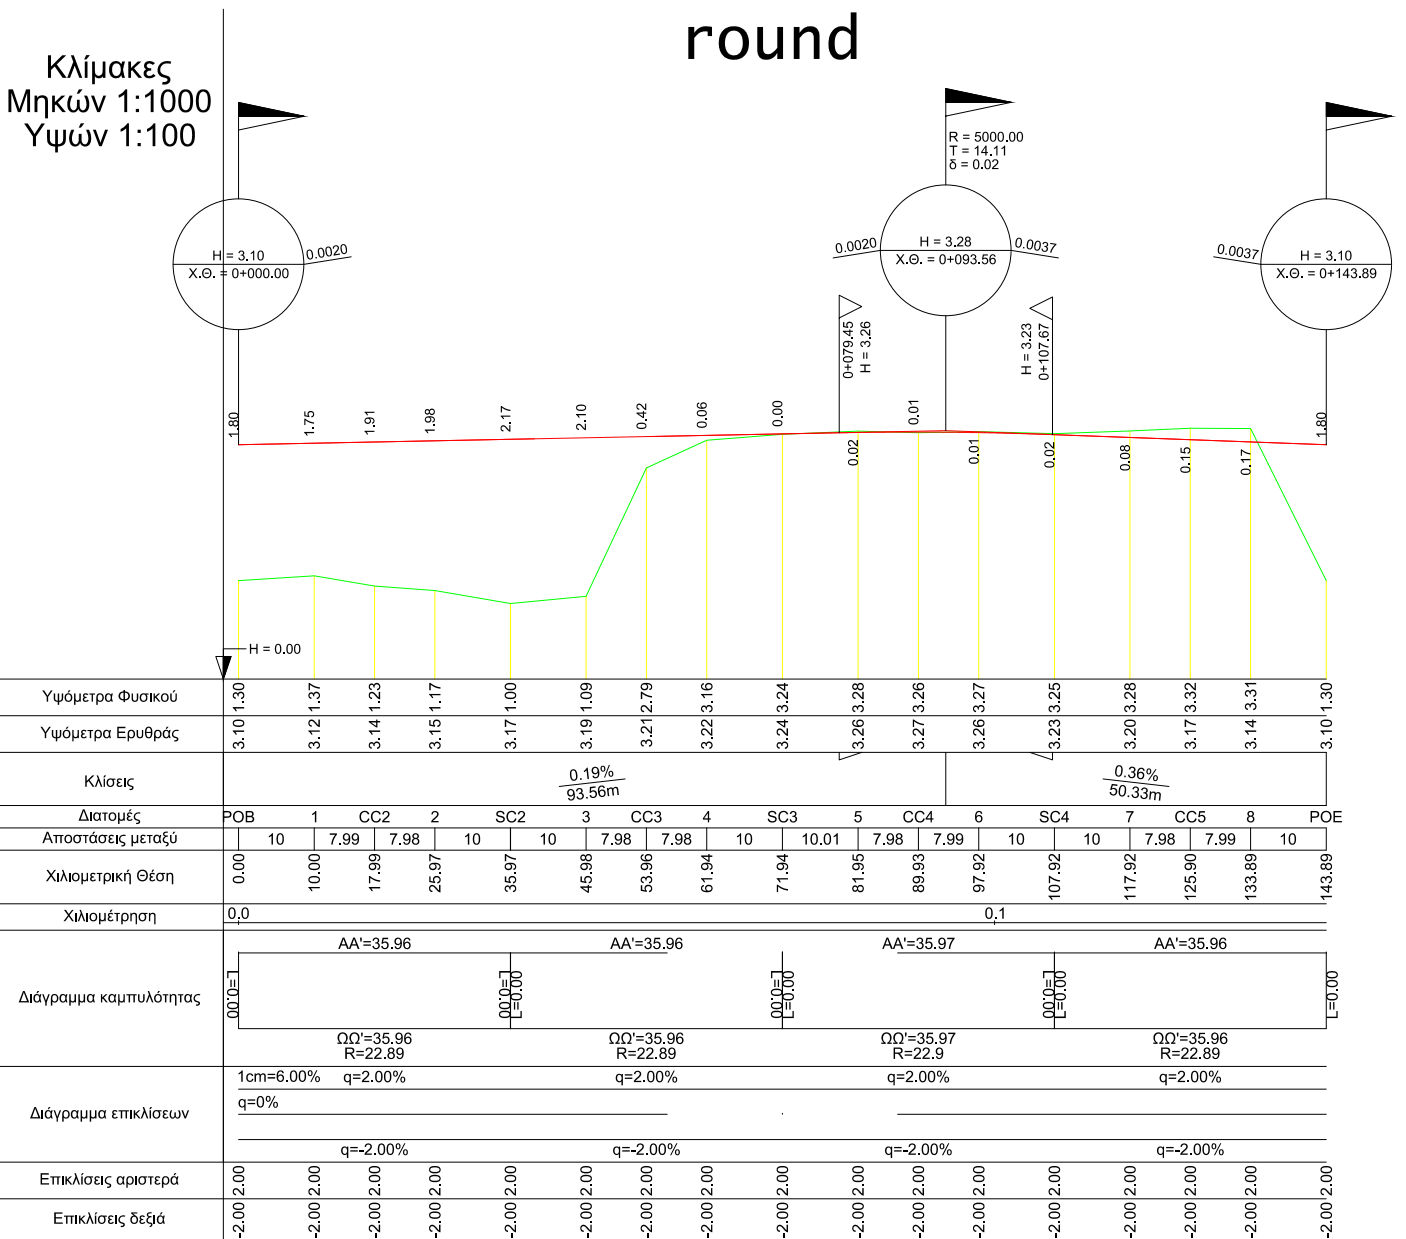 round
Κλίμακες
Μηκών 1:1000
Υψών 1:100
R = 5000.00
T = 14.11
δ = 0.02
H = 3.10
Χ.Θ. = 0+000.00
0.0020
0.0020
H = 3.28
Χ.Θ. = 0+093.56
0.0037
0.0037
H = 3.10
Χ.Θ. = 0+143.89
0+079.45
H = 3.26
H = 3.23
0+107.67
1.80 1.75 1.91 1.98 2.17 2.10 0.42 0.06 0.00 0.01 1.80
0.02 0.01 0.02 0.08 0.15 0.17
H = 0.00
Υψόμετρα Φυσικού 1.30 1.37 1.23 1.17 1.00 1.09 2.79 3.16 3.24 3.28 3.26 3.27 3.25 3.28 3.32 3.31 1.30
Υψόμετρα Ερυθράς 3.10 3.12 3.14 3.15 3.17 3.19 3.21 3.22 3.24 3.26 3.27 3.26 3.23 3.20 3.17 3.14 3.10
Κλίσεις
0.19%
93.56m
0.36%
50.33m
Διατομές POB 1 CC2 2 SC2 3 CC3 4 SC3 5 CC4 6 SC4 7 CC5 8 POE
Αποστάσεις μεταξύ 10 7.99 7.98 10 10 7.98 7.98 10 10.01 7.98 7.99 10 10 7.98 7.99 10
Χιλιομετρική Θέση 0.00 10.00 17.99 25.97 35.97 45.98 53.96 61.94 71.94 81.95 89.93 97.92 107.92 117.92 125.90 133.89 143.89
Χιλιομέτρηση 0.0 0.1
Διάγραμμα καμπυλότητας
AA'=35.96 AA'=35.96 AA'=35.97 AA'=35.96
L=0.00 L=0.00 L=0.00 L=0.00 L=0.00 L=0.00 L=0.00 L=0.00
ΩΩ'=35.96 ΩΩ'=35.96 ΩΩ'=35.97 ΩΩ'=35.96
R=22.89 R=22.89 R=22.9 R=22.89
Διάγραμμα επικλίσεων
1cm=6.00% q=2.00% q=2.00% q=2.00% q=2.00%
q=0%
q=-2.00% q=-2.00% q=-2.00% q=-2.00%
Επικλίσεις αριστερά 2.00 2.00 2.00 2.00 2.00 2.00 2.00 2.00 2.00 2.00 2.00 2.00 2.00 2.00 2.00 2.00 2.00
Επικλίσεις δεξιά -2.00 -2.00 -2.00 -2.00 -2.00 -2.00 -2.00 -2.00 -2.00 -2.00 -2.00 -2.00 -2.00 -2.00 -2.00 -2.00 -2.00